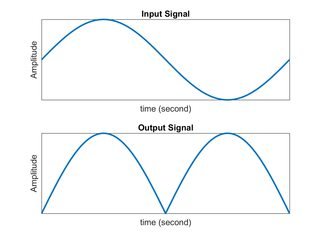 Input Signal
Amplitude
time (second)
Output Signal
Amplitude
time (second)